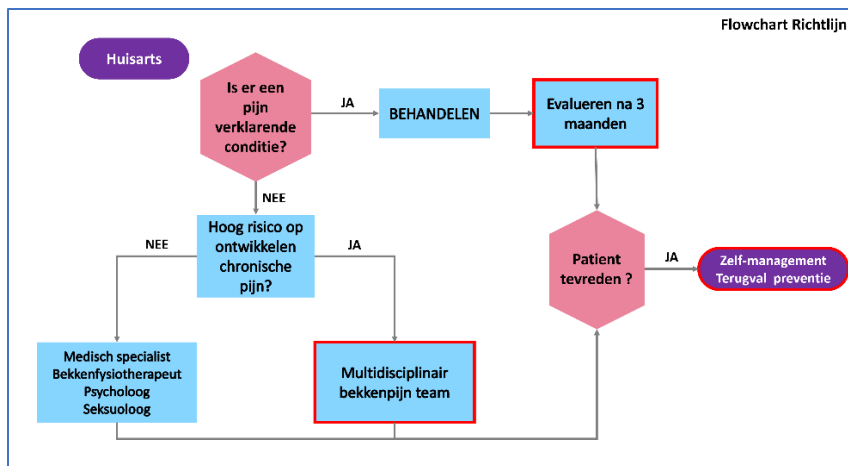 Flowchart Richtlijn
Huisarts
Is er een
pijn
verklarende
conditie?
JA
BEHANDELEN
Evalueren na 3
maanden
NEE
Hoog risico op
ontwikkelen
chronische
pijn?
NEE
JA
Patient
tevreden ?
JA
Zelf-management
Terugval preventie
Medisch specialist
Bekkenfysiotherapeut
Psycholoog
Seksuoloog
Multidisciplinair
bekkenpijn team